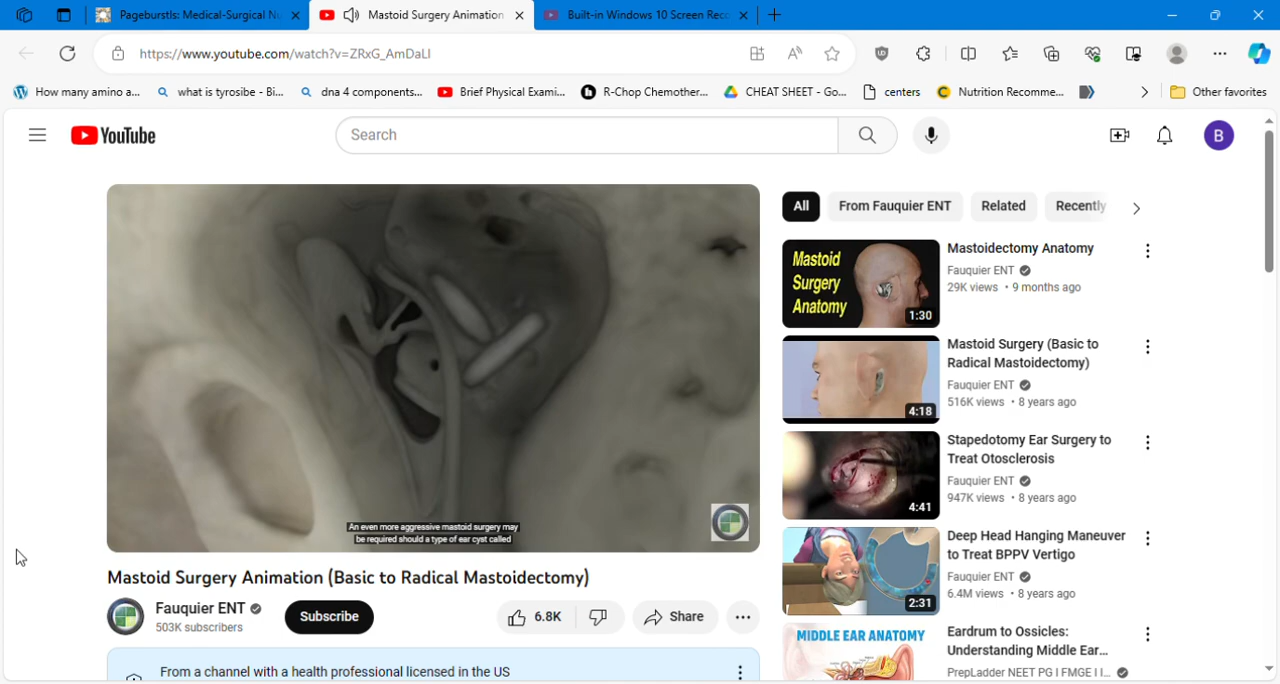 Pageburstls: Medical-Surgical Nu
Mastoid Surgery Animation
Built-in Windows 10 Screen Reco
https://www.youtube.com/watch?v=ZRxG_AmDaLI
How many amino a...
what is tyrosibe - Bi...
dna 4 components...
Brief Physical Exami...
R-Chop Chemother...
CHEAT SHEET - Go...
centers
Nutrition Recomme...
Other favorites
YouTube
Search
B
All
From Fauquier ENT
Related
Recently
Mastoid
Surgery
Anatomy
1:30
Mastoidectomy Anatomy
Fauquier ENT
29K views • 9 months ago
4:18
Mastoid Surgery (Basic to
Radical Mastoidectomy)
Fauquier ENT
516K views • 8 years ago
4:41
Stapedotomy Ear Surgery to
Treat Otosclerosis
Fauquier ENT
947K views • 8 years ago
2:31
Deep Head Hanging Maneuver
to Treat BPPV Vertigo
Fauquier ENT
6.4M views • 8 years ago
MIDDLE EAR ANATOMY
Eardrum to Ossicles:
Understanding Middle Ear...
PrepLadder NEET PG I FMGE I I...
An even more aggressive mastoid surgery may
be required should a type of ear cyst called
Mastoid Surgery Animation (Basic to Radical Mastoidectomy)
Fauquier ENT
503K subscribers
Subscribe
6.8K
Share
From a channel with a health professional licensed in the US